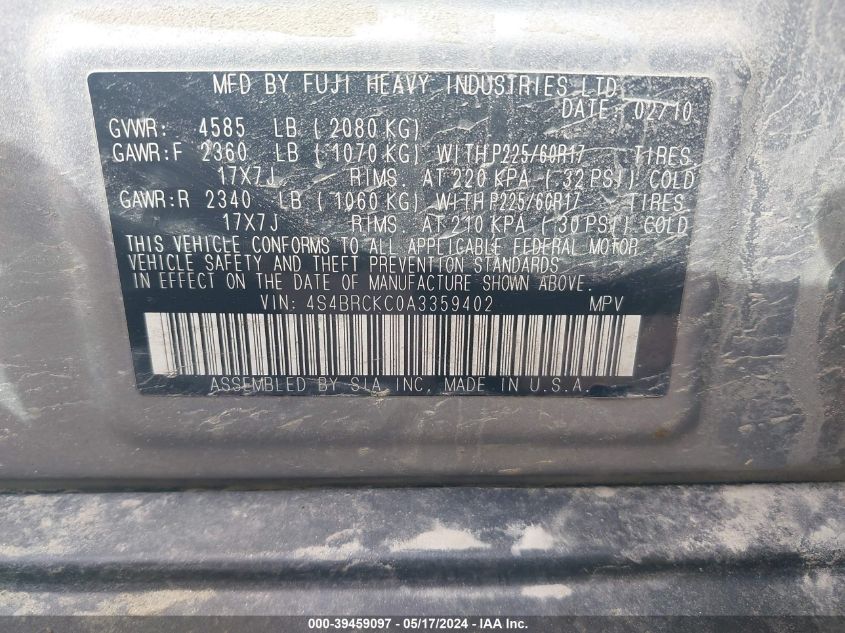 MFD BY FUJI HEAVY INDUSTRIES LTD.
DATE: 02/10
GVWR: 4585 LB ( 2080 KG)
GAWR:F 2360 LB ( 1070 KG) WITH P225/60R17 TIRES
17X7J RIMS. AT 220 KPA ( 32 PSI) COLD
GAWR:R 2340 LB ( 1060 KG) WITH P225/60R17 TIRES
17X7J RIMS. AT 210 KPA ( 30 PSI) COLD
THIS VEHICLE CONFORMS TO ALL APPLICABLE FEDERAL MOTOR
VEHICLE SAFETY AND THEFT PREVENTION STANDARDS
IN EFFECT ON THE DATE OF MANUFACTURE SHOWN ABOVE.
VIN: 4S4BRCKC0A3359402 MPV
ASSEMBLED BY SIA, INC. MADE IN U.S.A.
000-39459097 - 05/17/2024 - IAA Inc.